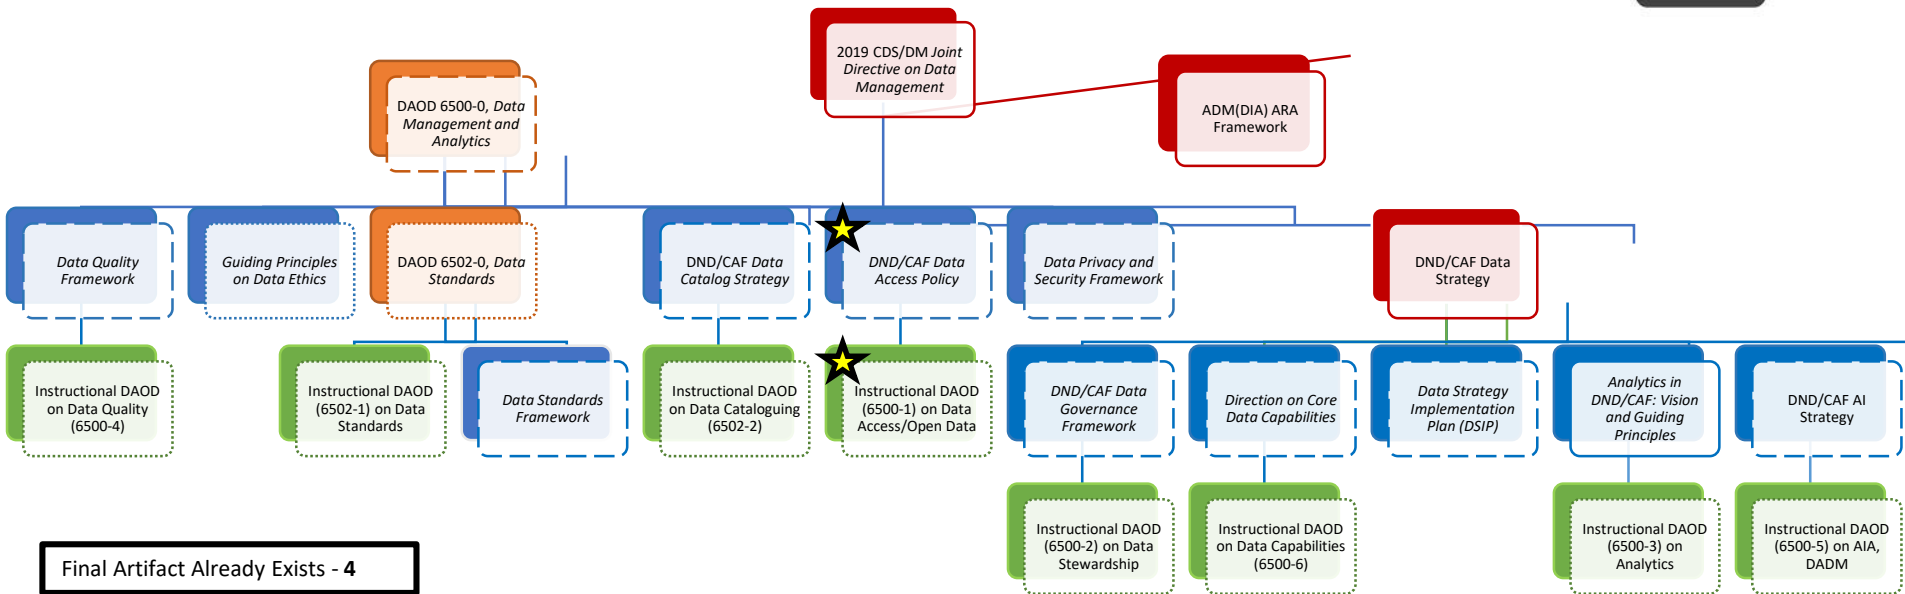 2019 CDS/DM Joint
Directive on Data
Management
ADM(DIA) ARA
Framework
DAOD 6500-0, Data
Management and
Analytics
Data Quality
Framework
Guiding Principles
on Data Ethics
DAOD 6502-0, Data
Standards
DND/CAF Data
Catalog Strategy
DND/CAF Data
Access Policy
Data Privacy and
Security Framework
DND/CAF Data
Strategy
Instructional DAOD
on Data Quality
(6500-4)
Instructional DAOD
(6502-1) on Data
Standards
Data Standards
Framework
Instructional DAOD
on Data Cataloguing
(6502-2)
Instructional DAOD
(6500-1) on Data
Access/Open Data
DND/CAF Data
Governance
Framework
Direction on Core
Data Capabilities
Data Strategy
Implementation
Plan (DSIP)
Analytics in
DND/CAF: Vision
and Guiding
Principles
DND/CAF AI
Strategy
Instructional DAOD
(6500-2) on Data
Stewardship
Instructional DAOD
on Data Capabilities
(6500-6)
Instructional DAOD
(6500-3) on
Analytics
Instructional DAOD
(6500-5) on AIA,
DADM
Final Artifact Already Exists - 4